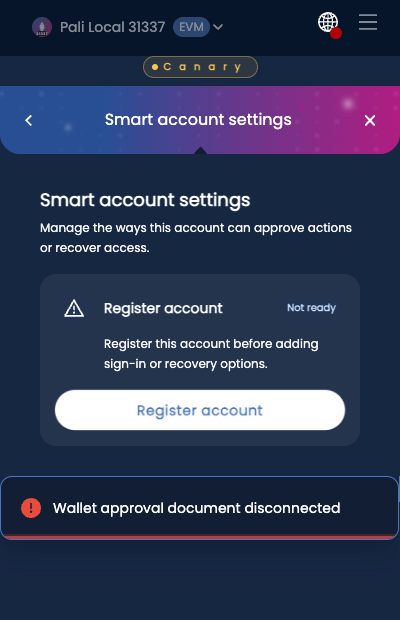 Pali Local 31337 EVM
Canary
Smart account settings
Smart account settings
Manage the ways this account can approve actions
or recover access.
Register account Not ready
Register this account before adding
sign-in or recovery options.
Register account
Wallet approval document disconnected